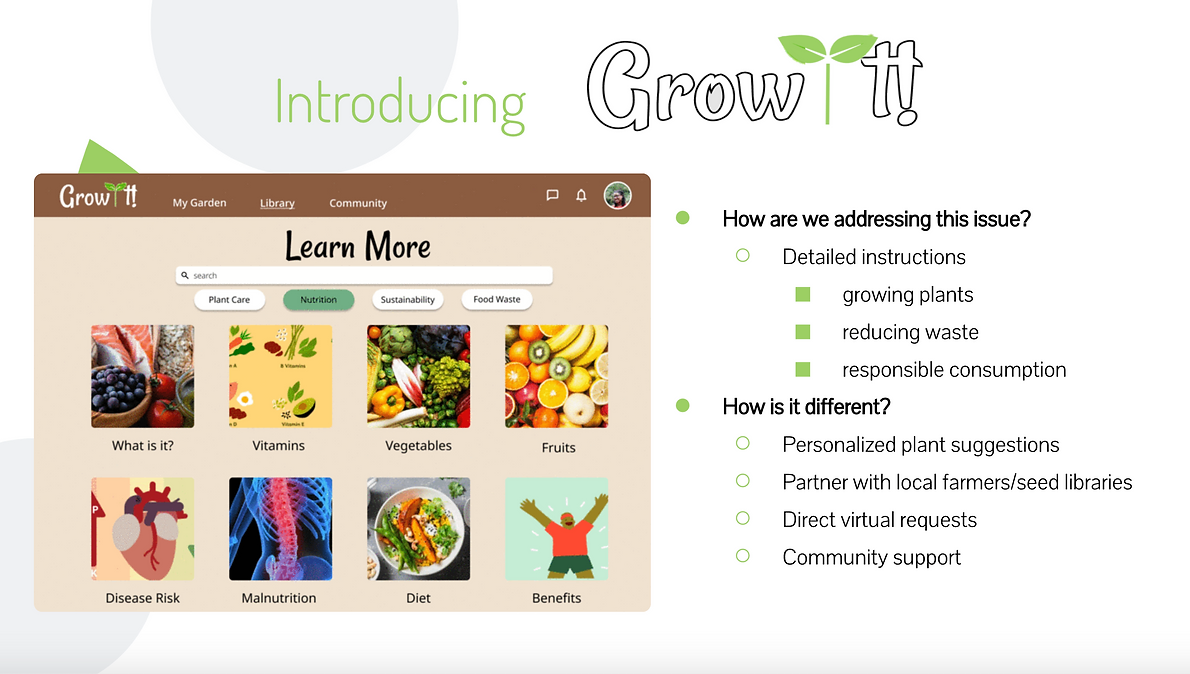 Introducing
Grow It!
Grow It!
My Garden
Library
Community
Learn More
search
Plant Care
Nutrition
Sustainability
Food Waste
B Vitamins
Vitamin E
What is it?
Vitamins
Vegetables
Fruits
P
Disease Risk
Malnutrition
Diet
Benefits
How are we addressing this issue?
Detailed instructions
growing plants
reducing waste
responsible consumption
How is it different?
Personalized plant suggestions
Partner with local farmers/seed libraries
Direct virtual requests
Community support